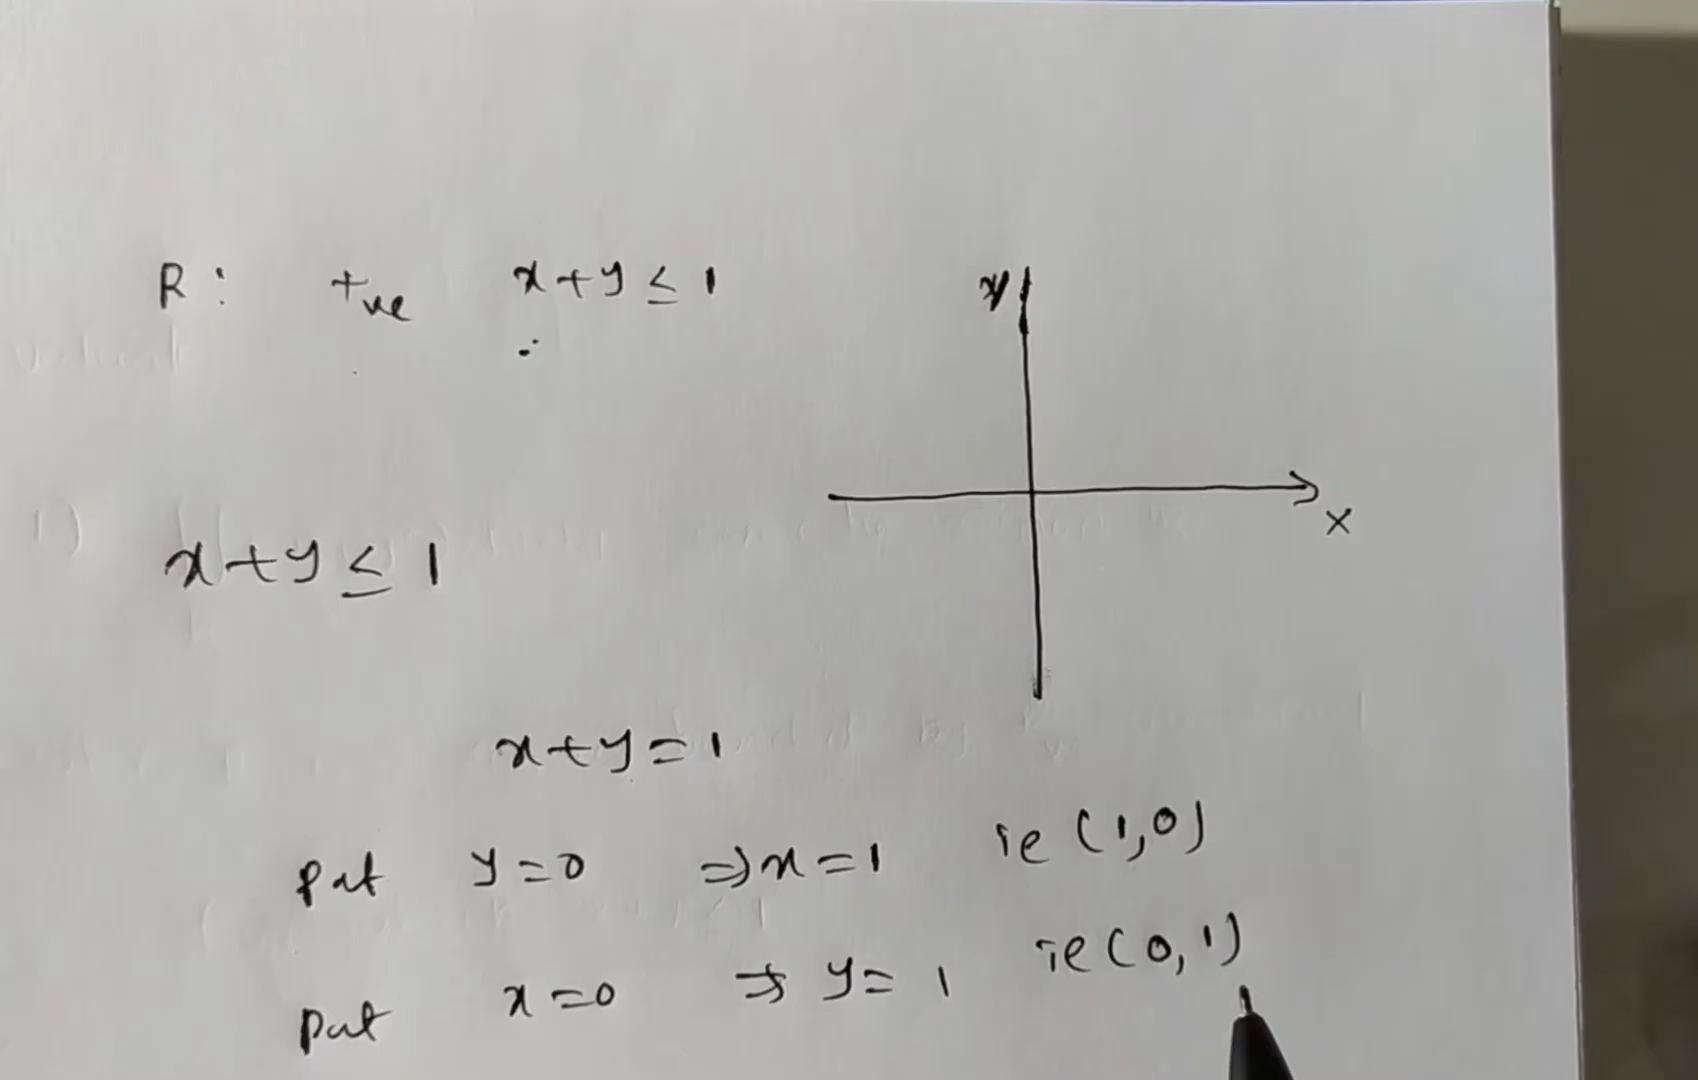 R: +ve x+y ≤ 1
y
x
x+y ≤ 1
x+y=1
put y=0 ⇒ x=1 ie (1,0)
put x=0 ⇒ y=1 ie (0,1)